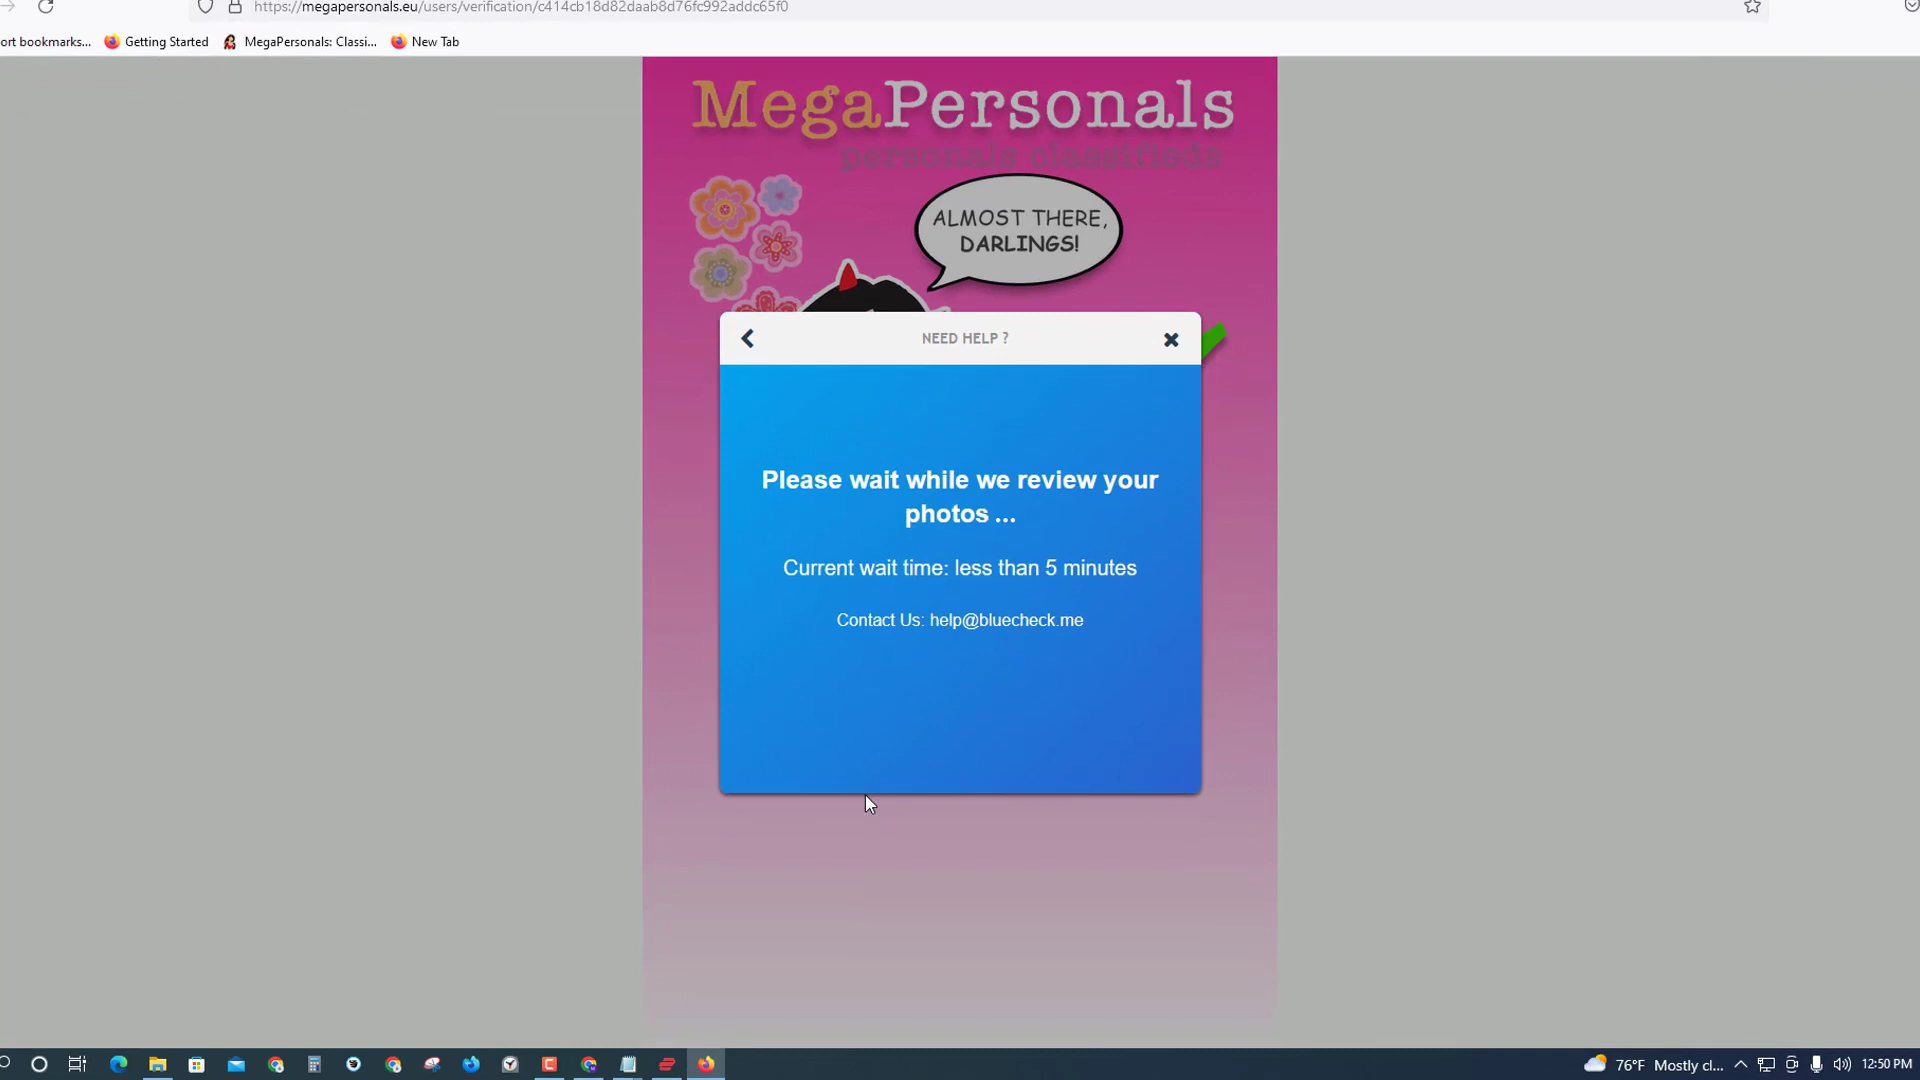 https://megapersonals.eu/users/verification/c414cb18d82daab8d76fc992addc65f0
ort bookmarks... Getting Started MegaPersonals: Classi... New Tab
MegaPersonals
personals classifieds
ALMOST THERE,
DARLINGS!
NEED HELP ?
Please wait while we review your
photos ...
Current wait time: less than 5 minutes
Contact Us: help@bluecheck.me
76°F Mostly cl... 12:50 PM